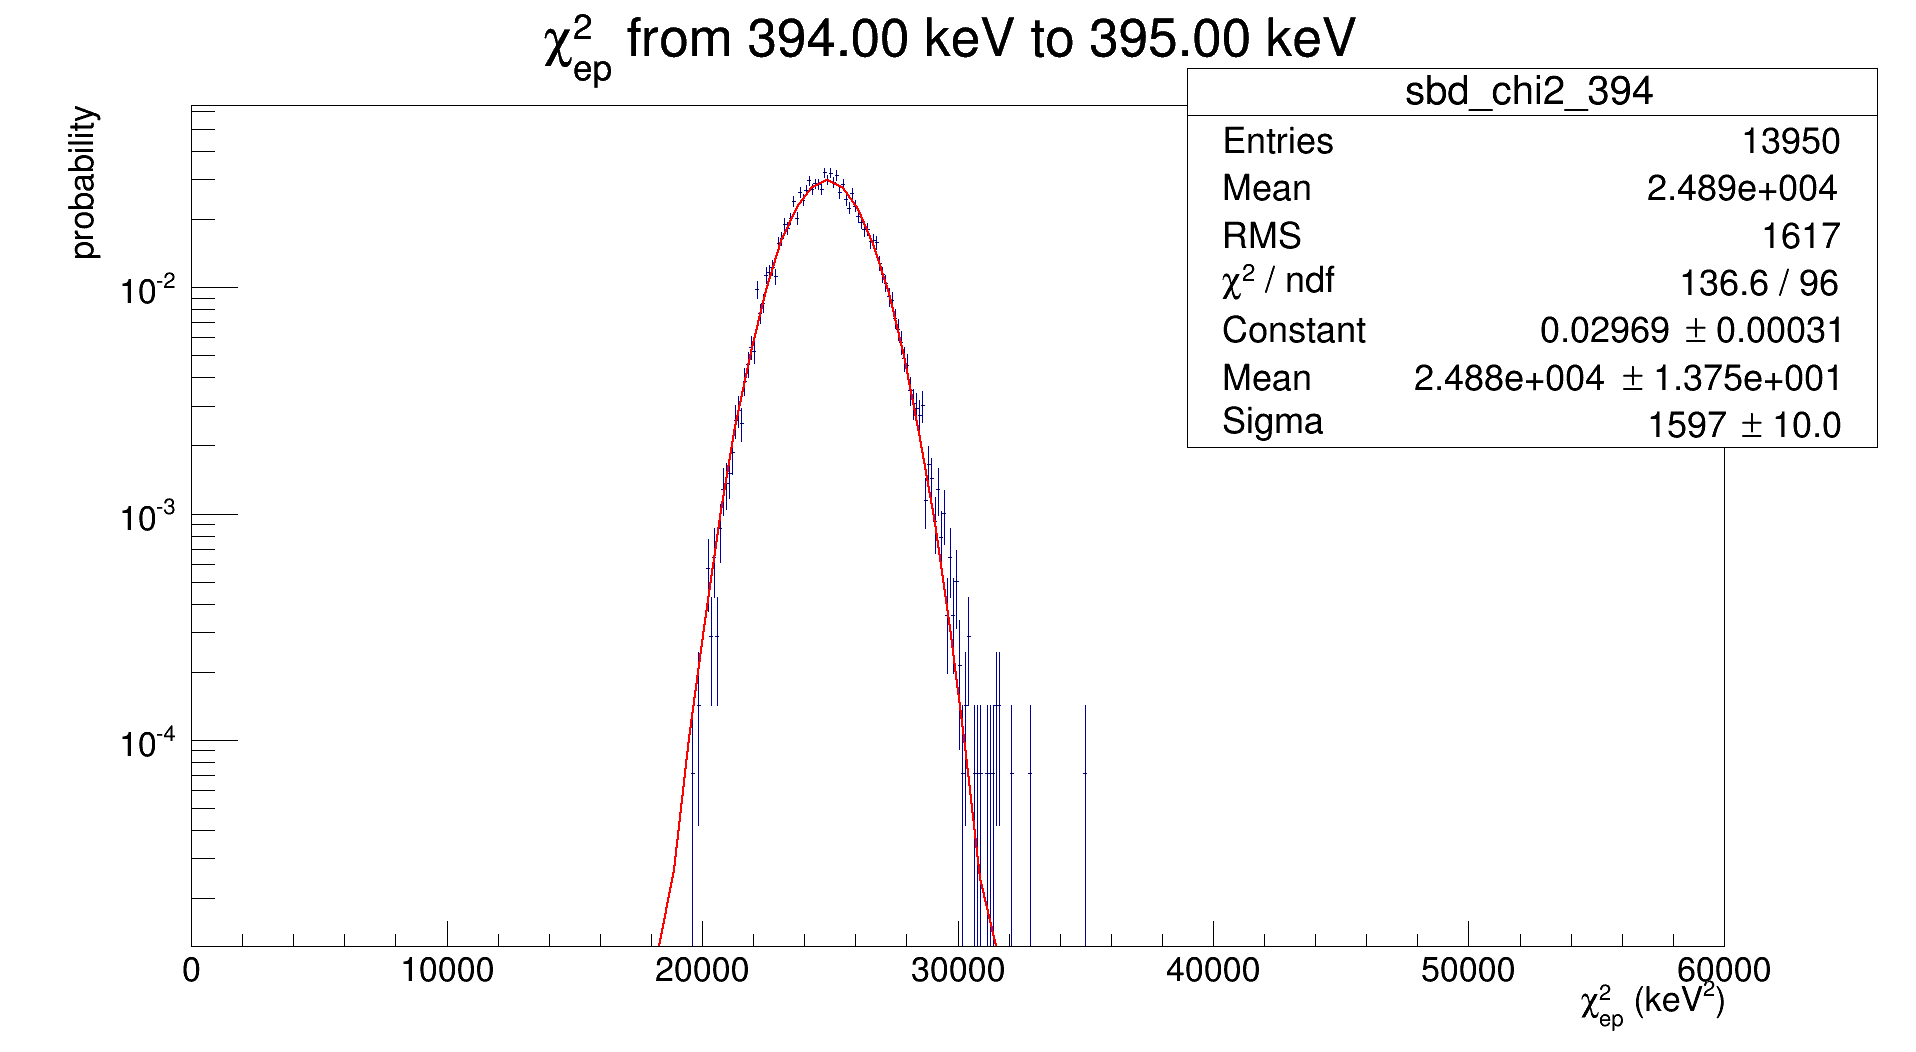 χ²ep from 394.00 keV to 395.00 keV
sbd_chi2_394
Entries 13950
Mean 2.489e+004
RMS 1617
χ² / ndf 136.6 / 96
Constant 0.02969 ± 0.00031
Mean 2.488e+004 ± 1.375e+001
Sigma 1597 ± 10.0
probability
10⁻²
10⁻³
10⁻⁴
0 10000 20000 30000 40000 50000 60000
χ²ep (keV²)